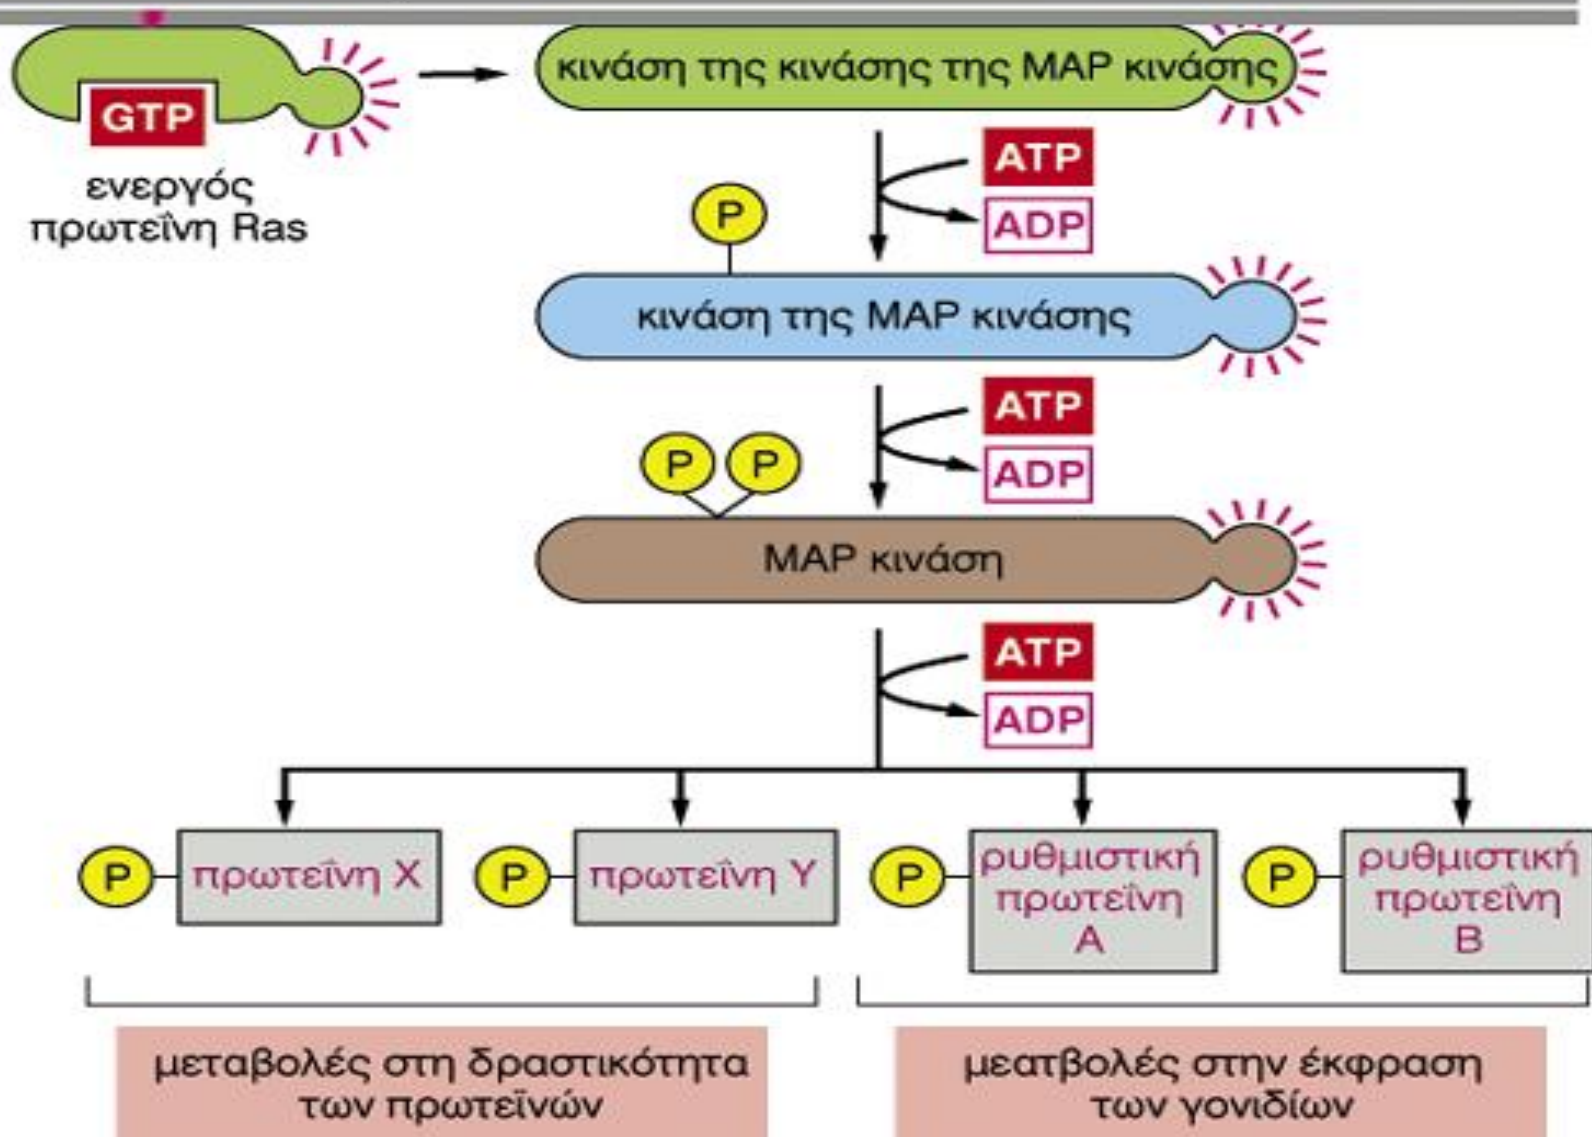 κινάση της κινάσης της MAP κινάσης
GTP
ενεργός
πρωτεΐνη Ras
ATP
ADP
P
κινάση της MAP κινάσης
ATP
ADP
P P
MAP κινάση
ATP
ADP
P πρωτεΐνη X
P πρωτεΐνη Y
P ρυθμιστική
πρωτεΐνη
A
P ρυθμιστική
πρωτεΐνη
B
μεταβολές στη δραστικότητα
των πρωτεϊνών
μεατβολές στην έκφραση
των γονιδίων